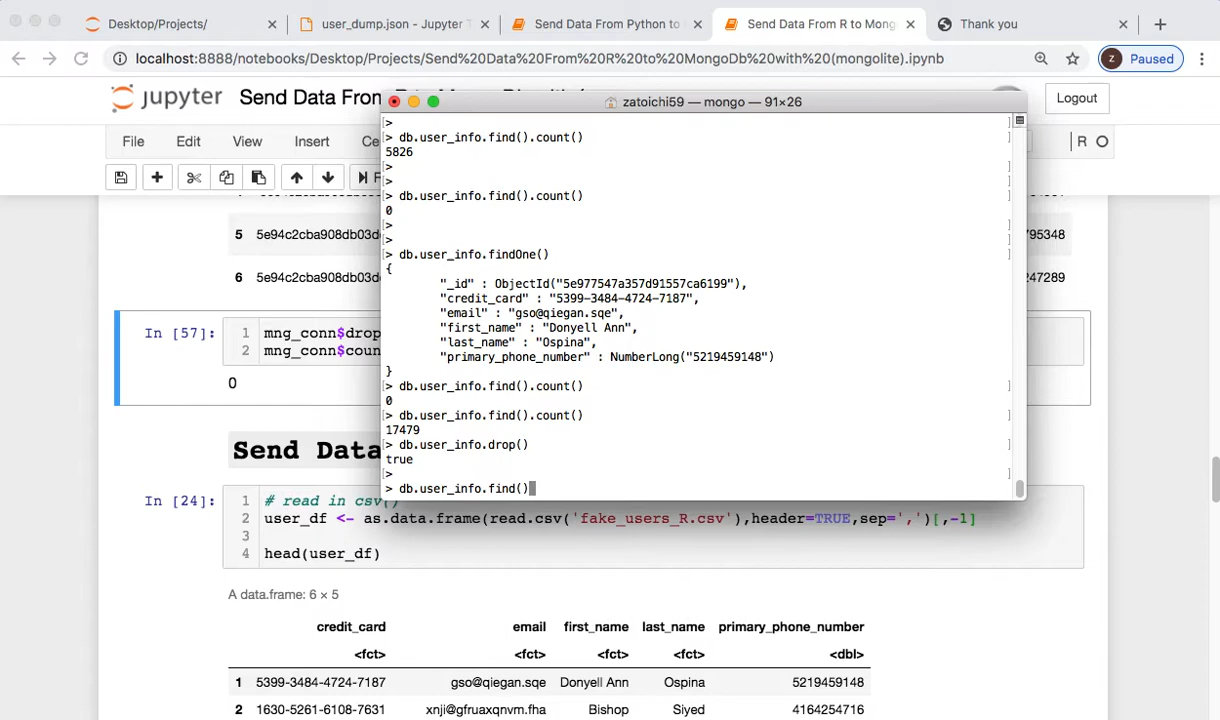 Desktop/Projects/
user_dump.json - Jupyter T
Send Data From Python to
Send Data From R to Mong
Thank you
localhost:8888/notebooks/Desktop/Projects/Send%20Data%20From%20R%20to%20MongoDb%20with%20(mongolite).ipynb
z Paused
jupyter Send Data From
Logout
File Edit View Insert Ce
R
zatoichi59 — mongo — 91×26
>
> db.user_info.find().count()
5826
>
>
> db.user_info.find().count()
0
>
>
> db.user_info.findOne()
{
"_id" : ObjectId("5e977547a357d91557ca6199"),
"credit_card" : "5399-3484-4724-7187",
"email" : "gso@qiegan.sqe",
"first_name" : "Donyell Ann",
"last_name" : "Ospina",
"primary_phone_number" : NumberLong("5219459148")
}
> db.user_info.find().count()
0
> db.user_info.find().count()
17479
> db.user_info.drop()
true
>
> db.user_info.find()
5 5e94c2cba908db03d 795348
6 5e94c2cba908db03d 247289
In [57]:
1 mng_conn$drop
2 mng_conn$coun
0
Send Data
In [24]:
1 # read in csv()
2 user_df <- as.data.frame(read.csv('fake_users_R.csv'),header=TRUE,sep=',')[,-1]
3
4 head(user_df)
A data.frame: 6 × 5
credit_card email first_name last_name primary_phone_number
<fct> <fct> <fct> <fct> <dbl>
1 5399-3484-4724-7187 gso@qiegan.sqe Donyell Ann Ospina 5219459148
2 1630-5261-6108-7631 xnji@gfruaxqnvm.fha Bishop Siyed 4164254716